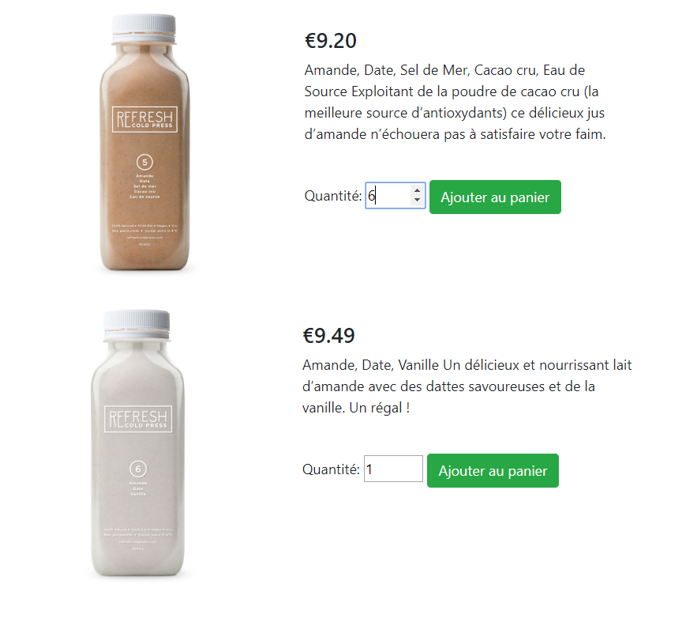 €9.20
Amande, Date, Sel de Mer, Cacao cru, Eau de
Source Exploitant de la poudre de cacao cru (la
meilleure source d'antioxydants) ce délicieux jus
d'amande n'échouera pas à satisfaire votre faim.
Quantité: 6 Ajouter au panier
REFRESH
COLD PRESS
5
Amande
Date
Sel de mer
Cacao cru
Eau de source
€9.49
Amande, Date, Vanille Un délicieux et nourrissant lait
d'amande avec des dattes savoureuses et de la
vanille. Un régal !
Quantité: 1 Ajouter au panier
REFRESH
COLD PRESS
6
Amande
Date
Vanille